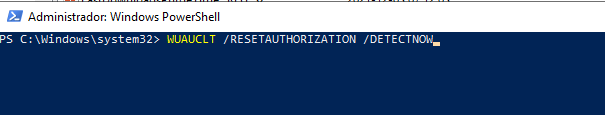 Administrador: Windows PowerShell
PS C:\Windows\system32> WUAUCLT /RESETAUTHORIZATION /DETECTNOW